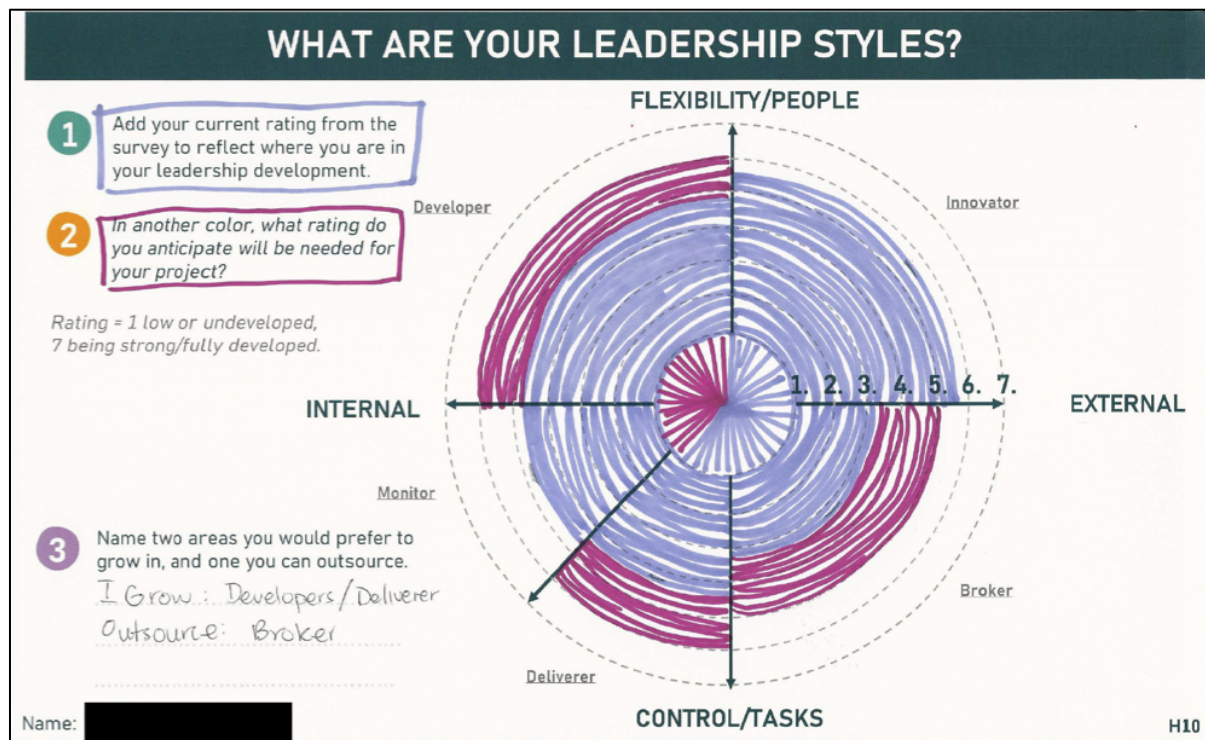 WHAT ARE YOUR LEADERSHIP STYLES?
1
Add your current rating from the
survey to reflect where you are in
your leadership development.
2
In another color, what rating do
you anticipate will be needed for
your project?
Rating = 1 low or undeveloped,
7 being strong/fully developed.
FLEXIBILITY/PEOPLE
Developer
Innovator
INTERNAL
1. 2. 3. 4. 5. 6. 7.
EXTERNAL
Monitor
Broker
Deliverer
CONTROL/TASKS
3
Name two areas you would prefer to
grow in, and one you can outsource.
I Grow: Developers/Deliverer
Outsource: Broker
Name:
H10